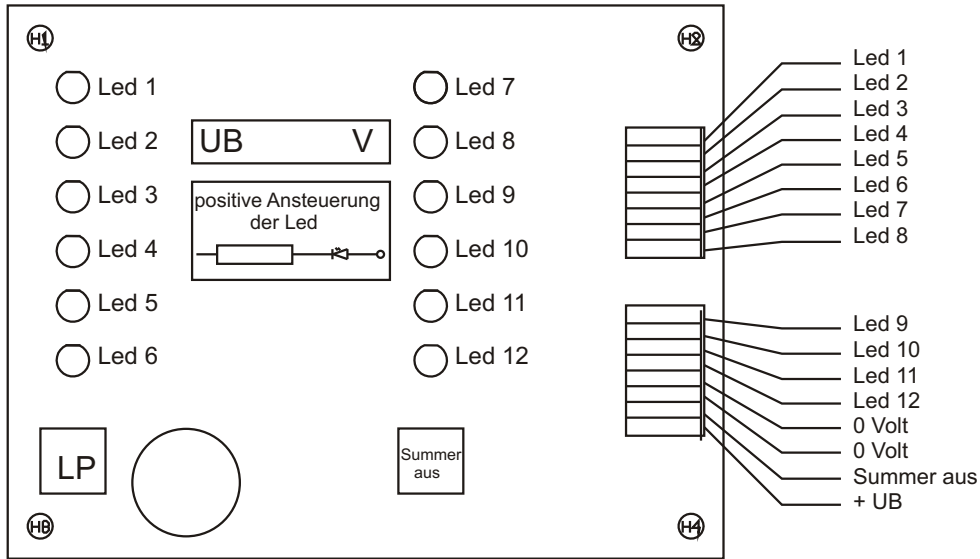 H1
H2
Led 1
Led 2
Led 3
Led 4
Led 5
Led 6
UB V
positive Ansteuerung
der Led
Led 7
Led 8
Led 9
Led 10
Led 11
Led 12
LP
Summer
aus
H4
Led 1
Led 2
Led 3
Led 4
Led 5
Led 6
Led 7
Led 8
Led 9
Led 10
Led 11
Led 12
0 Volt
0 Volt
Summer aus
+ UB